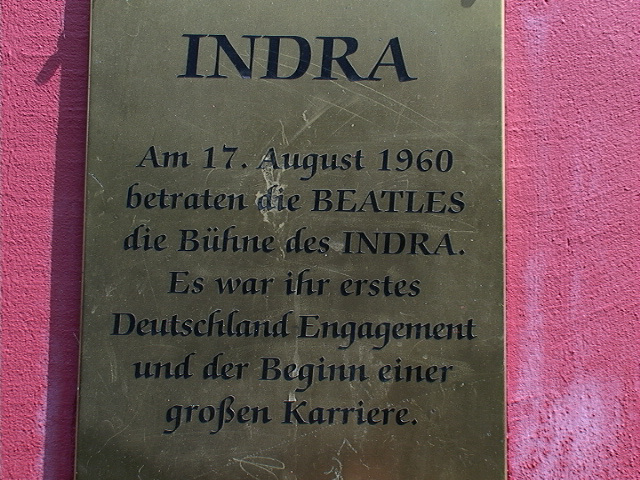 INDRA
Am 17. August 1960
betraten die BEATLES
die Bühne des INDRA.
Es war ihr erstes
Deutschland Engagement
und der Beginn einer
großen Karriere.